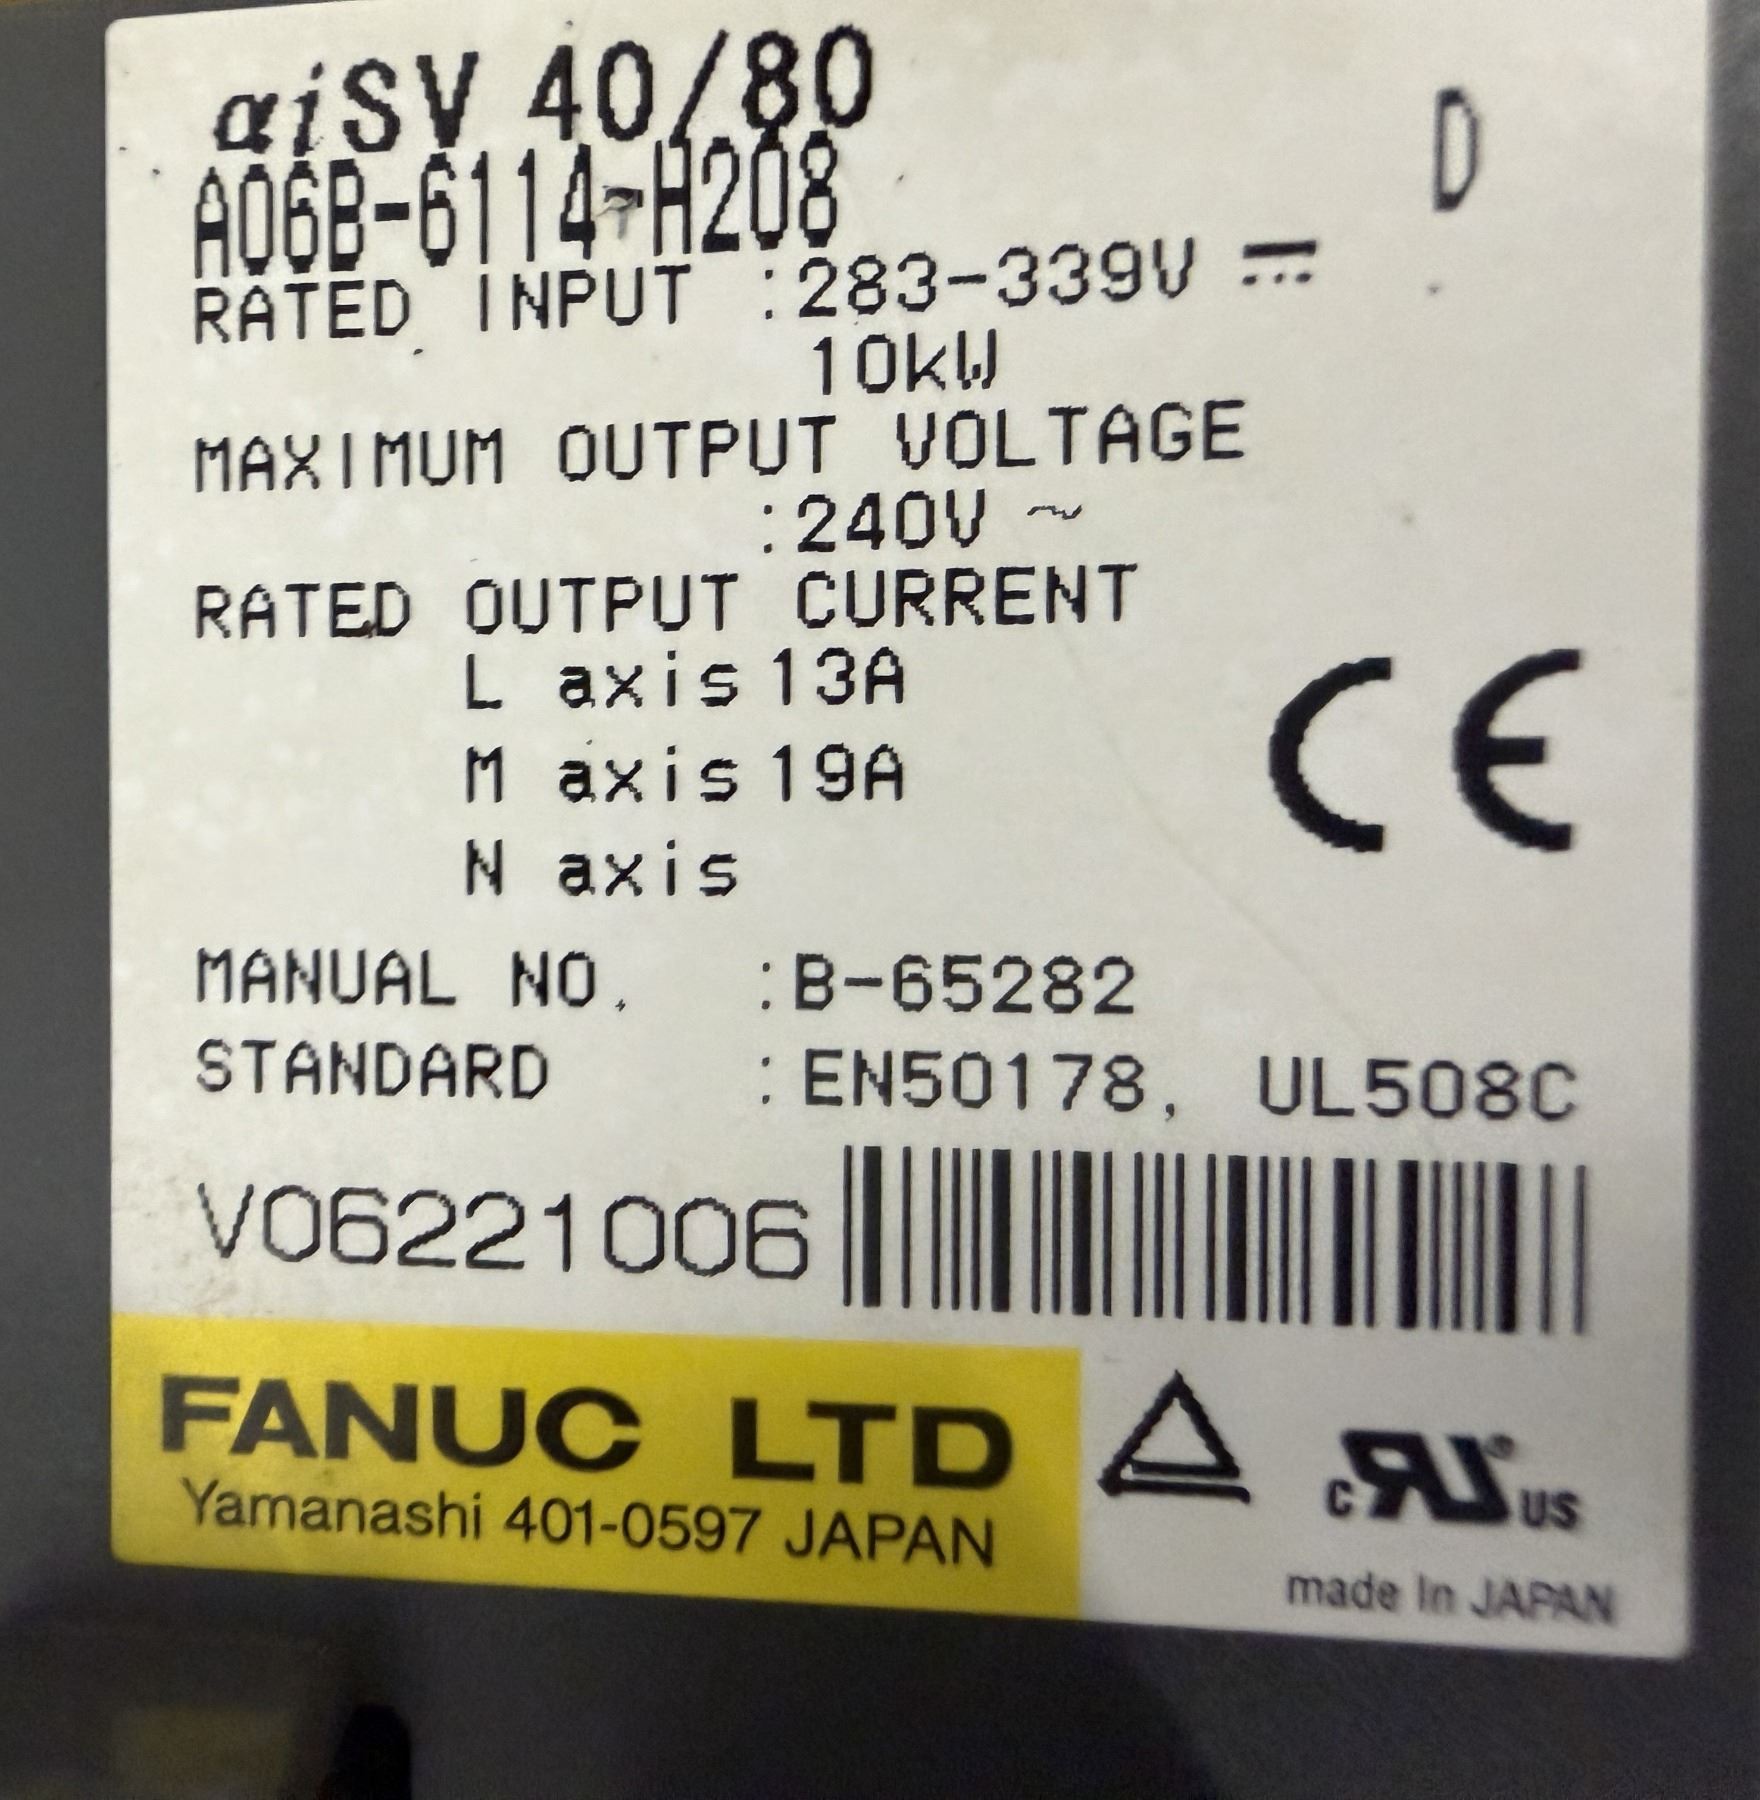 αiSV 40/80
D
A06B-6114-H208
RATED INPUT :283-339V ⎓
10kW
MAXIMUM OUTPUT VOLTAGE
:240V ~
RATED OUTPUT CURRENT
L axis 13A
M axis 19A
N axis
CE
MANUAL NO. :B-65282
STANDARD :EN50178, UL508C
V06221006
FANUC LTD
Yamanashi 401-0597 JAPAN
c RU® US
made In JAPAN